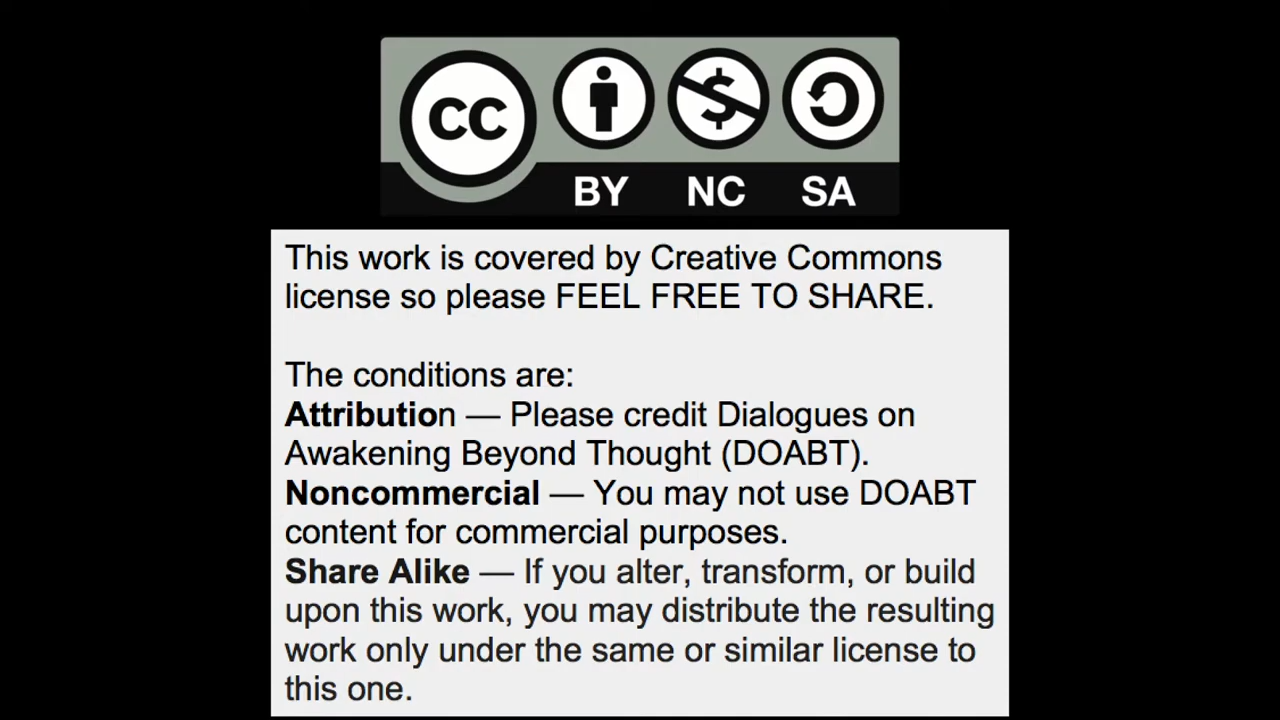 CC
BY NC SA
This work is covered by Creative Commons
license so please FEEL FREE TO SHARE.
The conditions are:
Attribution — Please credit Dialogues on
Awakening Beyond Thought (DOABT).
Noncommercial — You may not use DOABT
content for commercial purposes.
Share Alike — If you alter, transform, or build
upon this work, you may distribute the resulting
work only under the same or similar license to
this one.